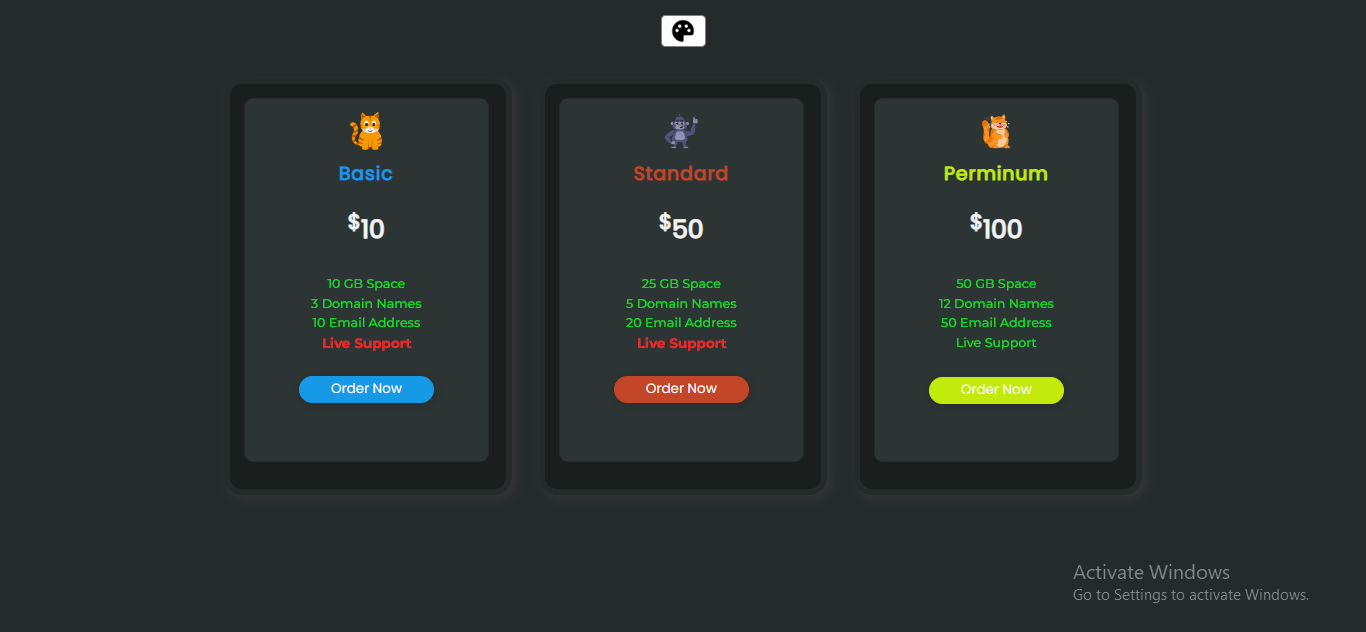 Basic
$10
10 GB Space
3 Domain Names
10 Email Address
Live Support
Order Now
Standard
$50
25 GB Space
5 Domain Names
20 Email Address
Live Support
Order Now
Perminum
$100
50 GB Space
12 Domain Names
50 Email Address
Live Support
Order Now
Activate Windows
Go to Settings to activate Windows.